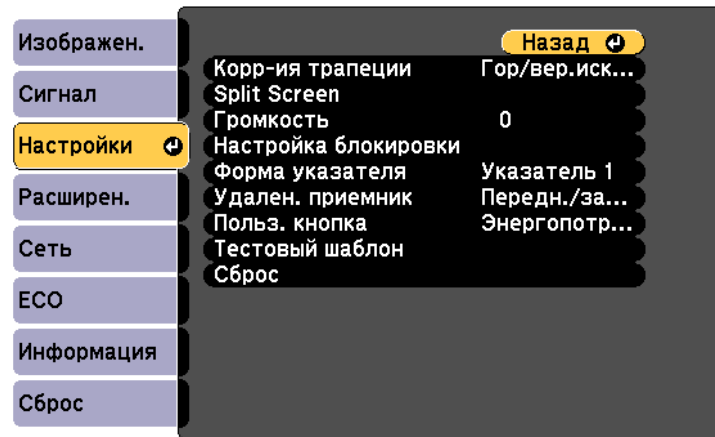 Изображен.
Сигнал
Настройки
Расширен.
Сеть
ECO
Информация
Сброс
Назад
Корр-ия трапеции Гор/вер.иск...
Split Screen
Громкость 0
Настройка блокировки
Форма указателя Указатель 1
Удален. приемник Передн./за...
Польз. кнопка Энергопотр...
Тестовый шаблон
Сброс